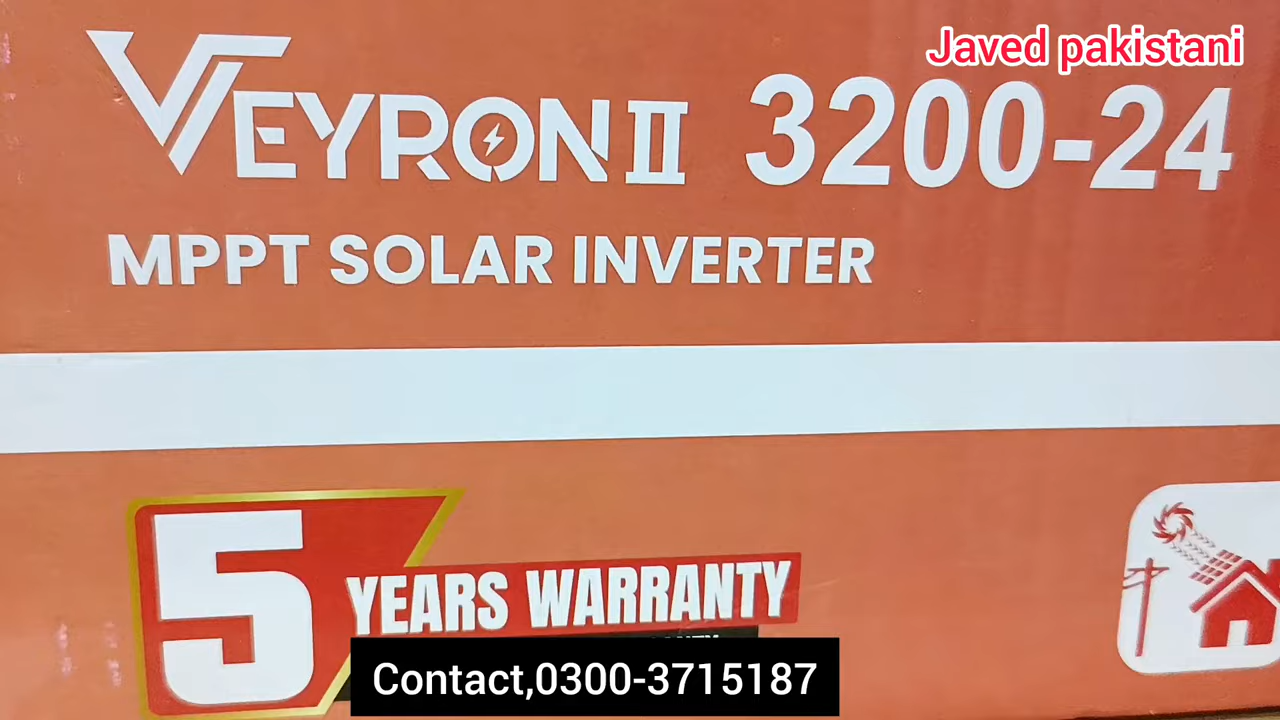 Javed pakistani
VEYRON II 3200-24
MPPT SOLAR INVERTER
5
YEARS WARRANTY
Contact,0300-3715187